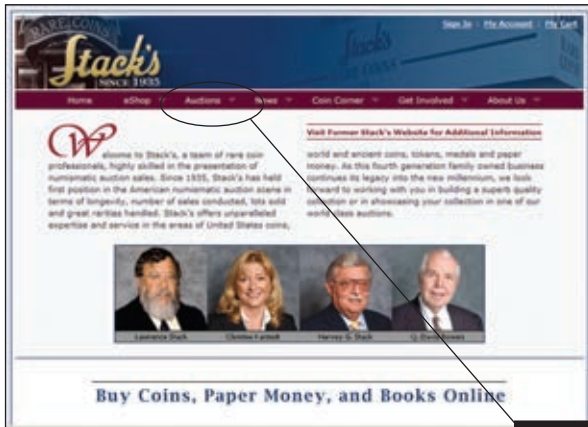 RARE COINS
Stack's
SINCE 1935
Sign In | My Account | My Cart
Home eShop Auctions News Coin Corner Get Involved About Us
Welcome to Stack's, a team of rare coin
professionals, highly skilled in the presentation of
numismatic auction sales. Since 1935, Stack's has held
first position in the American numismatic auction scene in
terms of longevity, number of sales conducted, lots sold
and great rarities handled. Stack's offers unparalleled
expertise and service in the areas of United States coins,
Visit Former Stack's Website for Additional Information
world and ancient coins, tokens, medals and paper
money. As this fourth generation family owned business
continues its legacy into the new millennium, we look
forward to working with you in building a superb quality
collection or in showcasing your collection in one of our
world class auctions.
Lawrence Stack Christine Karstedt Harvey G. Stack Q. David Bowers
Buy Coins, Paper Money, and Books Online